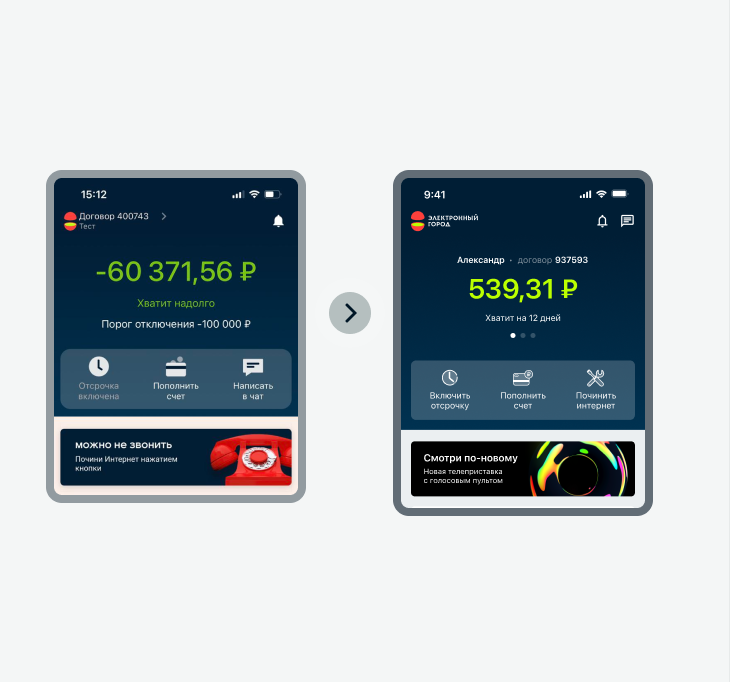 15:12
Договор 400743
Тест
-60 371,56 ₽
Хватит надолго
Порог отключения -100 000 ₽
Отсрочка
включена
Пополнить
счет
Написать
в чат
можно не звонить
Почини Интернет нажатием
кнопки
9:41
ЭЛЕКТРОННЫЙ
ГОРОД
Александр · договор 937593
539,31 ₽
Хватит на 12 дней
Включить
отсрочку
Пополнить
счет
Починить
интернет
Смотри по-новому
Новая телеприставка
с голосовым пультом